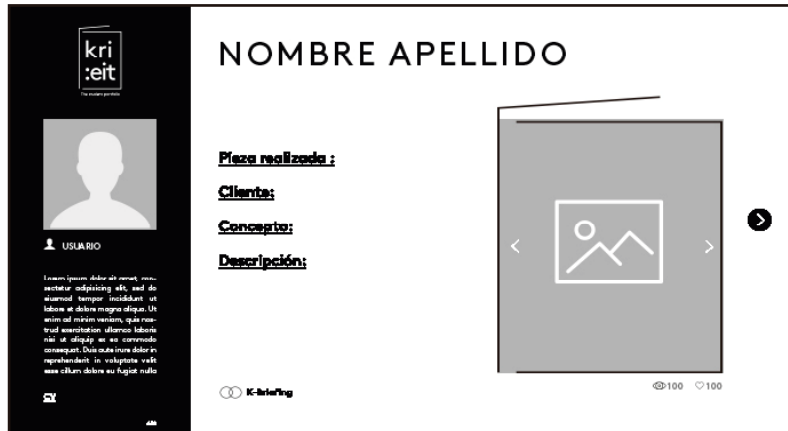 kri
:eit
The student portfolio
USUARIO
Lorem ipsum dolor sit amet, con-
sectetur adipisicing elit, sed do
eiusmod tempor incididunt ut
labore et dolore magna aliqua. Ut
enim ad minim veniam, quis nos-
trud exercitation ullamco laboris
nisi ut aliquip ex ea commodo
consequat. Duis aute irure dolor in
reprehenderit in voluptate velit
esse cillum dolore eu fugiat nulla
CV
NOMBRE APELLIDO
Pieza realizada :
Cliente:
Concepto:
Descripción:
K-Briefing
100
100